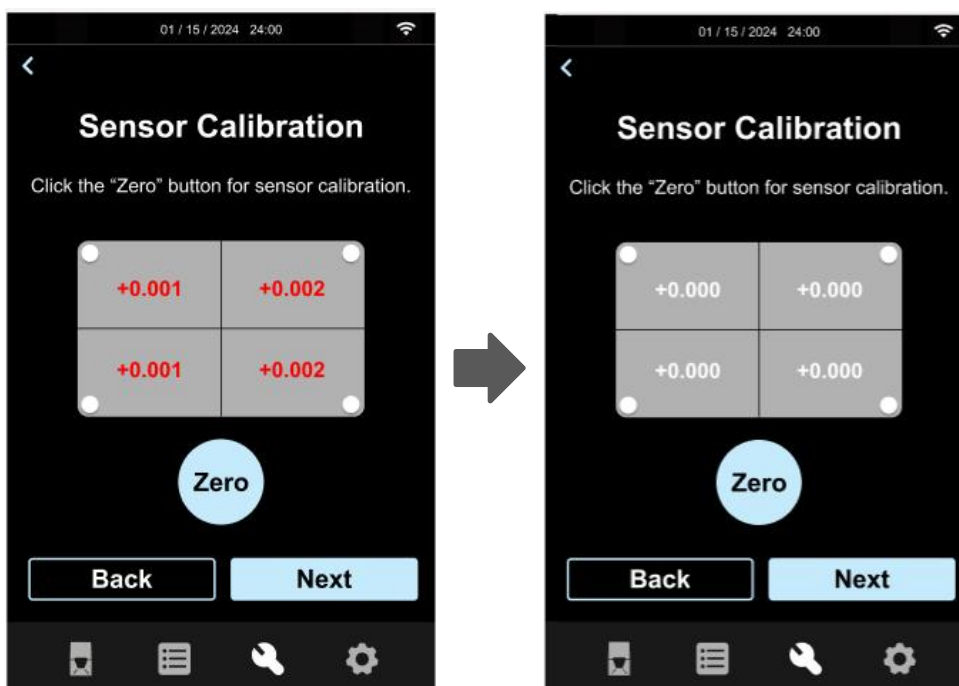 01 / 15 / 2024 24:00
Sensor Calibration
Click the “Zero” button for sensor calibration.
+0.001 +0.002
+0.001 +0.002
Zero
Back Next
01 / 15 / 2024 24:00
Sensor Calibration
Click the “Zero” button for sensor calibration.
+0.000 +0.000
+0.000 +0.000
Zero
Back Next